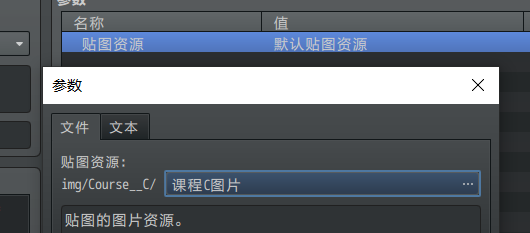 参数
名称 值
贴图资源 默认贴图资源
参数
文件 文本
贴图资源:
img/Course__C/ 课程C图片 ...
贴图的图片资源。